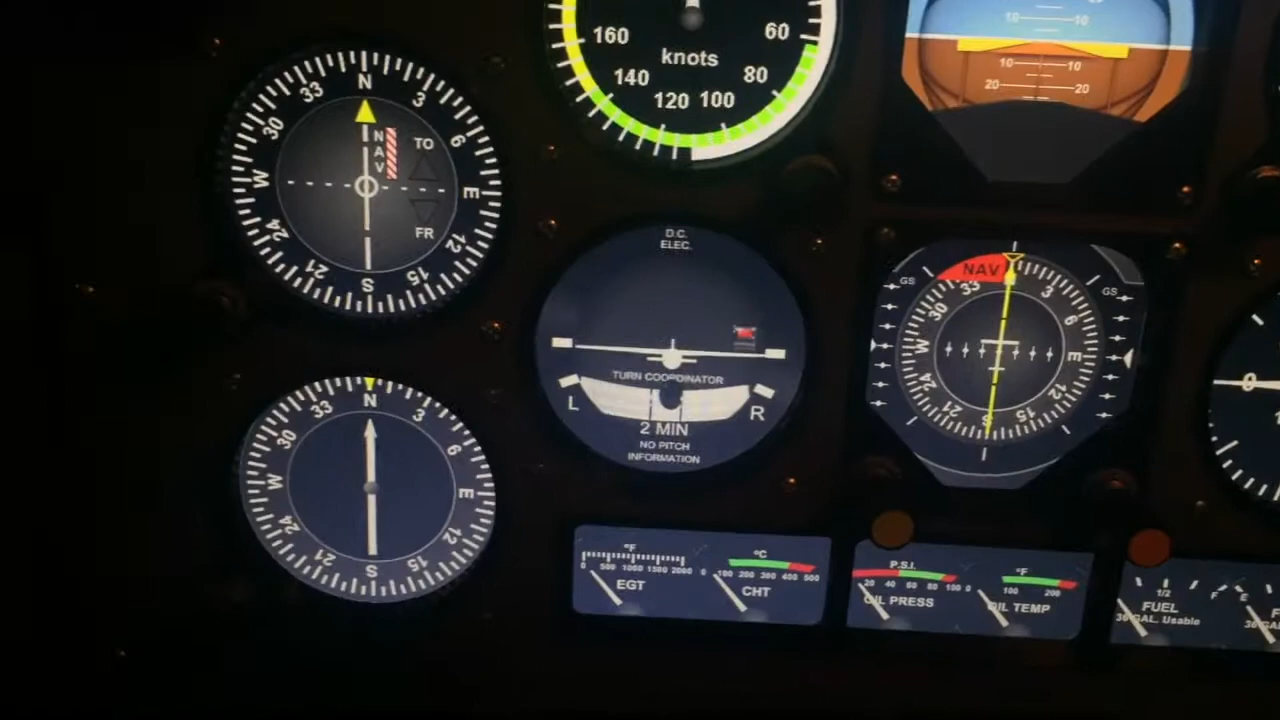 160
60
knots
140
80
120
100
10 10
10 10
20 20
N
33
3
30
6
W
E
24
12
21
15
S
NAV
TO
FR
D.C.
ELEC.
TURN COORDINATOR
L
R
2 MIN
NO PITCH
INFORMATION
NAV
GS
GS
33
3
30
6
W
E
24
12
21
15
S
0
N
33
3
30
6
W
E
24
12
21
15
S
°F
0 500 1000 1500 2000
EGT
°C
0 100 200 300 400 500
CHT
P.S.I.
20 40 60 80 100
OIL PRESS
°F
0 100 200
OIL TEMP
1/2
F
FUEL
GAL. Usable
E